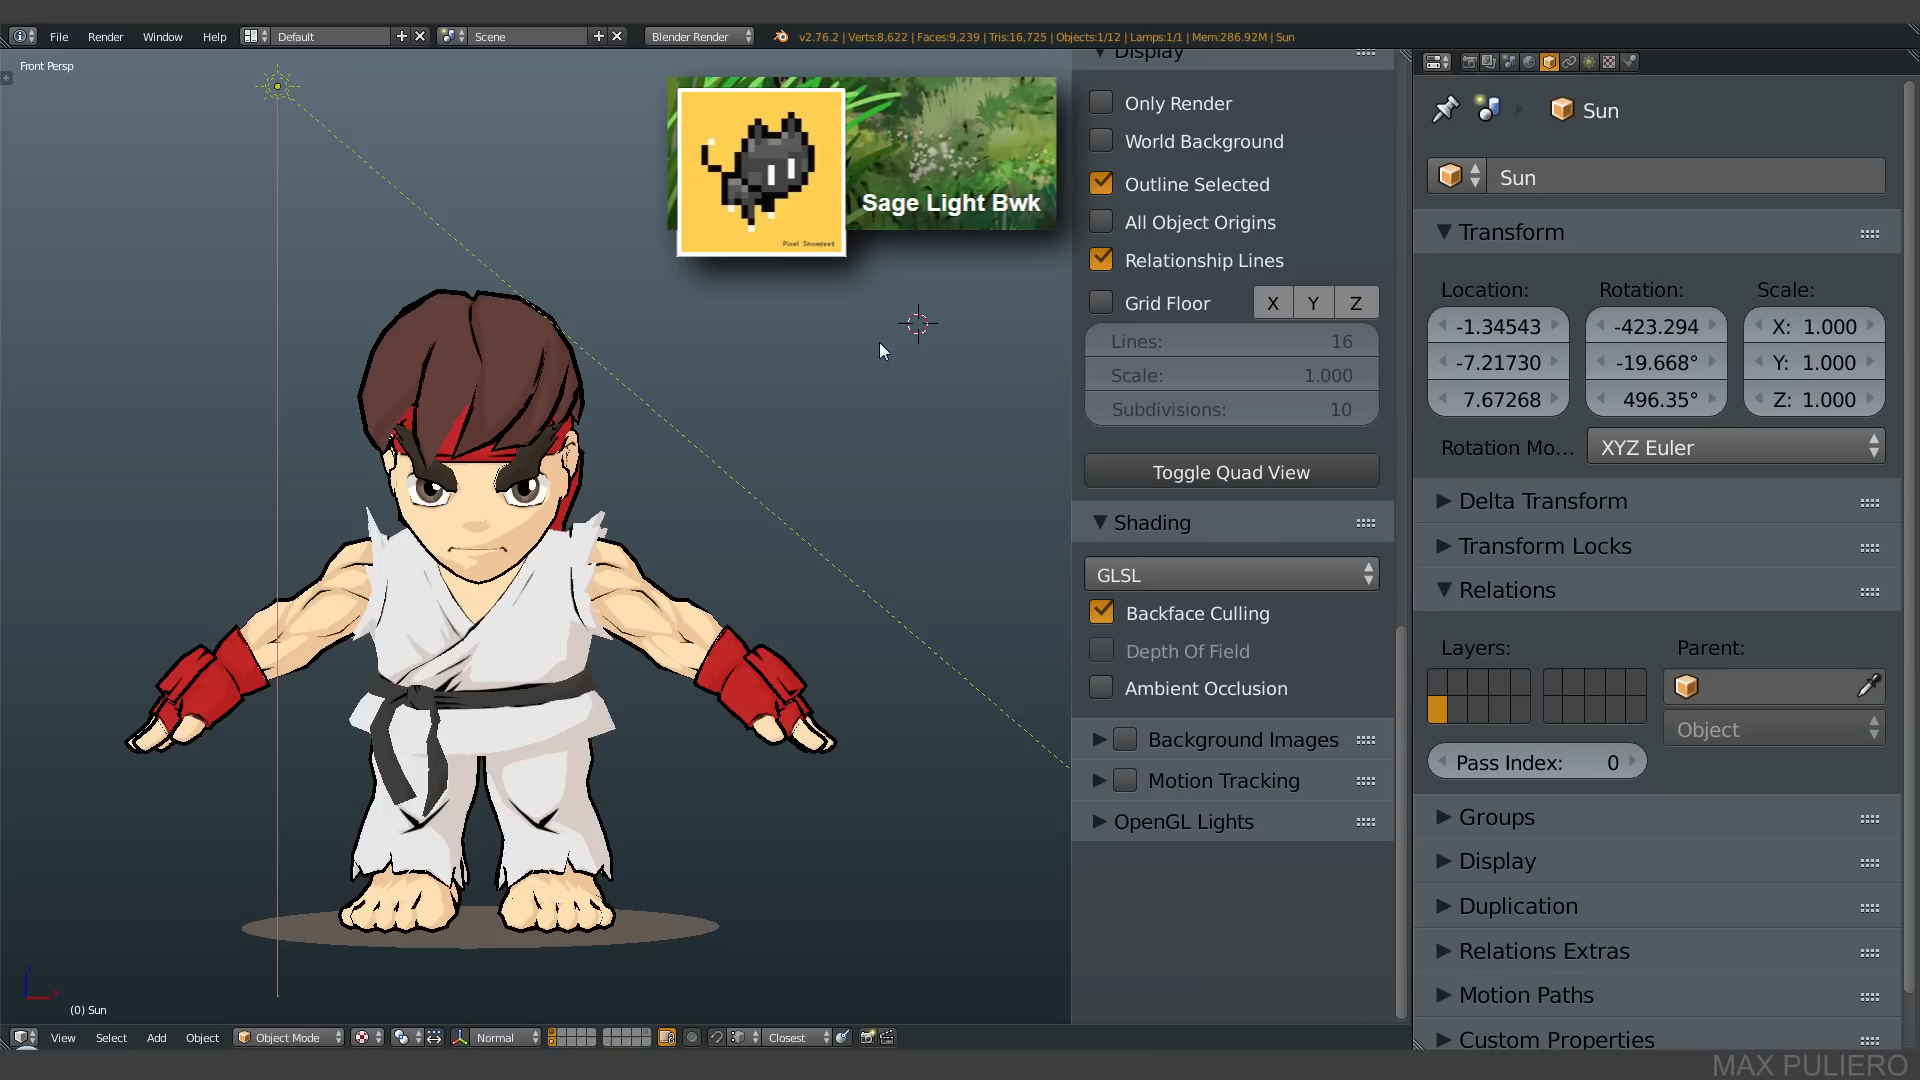 File Render Window Help Default Scene Blender Render v2.76.2 | Verts:8,622 | Faces:9,239 | Tris:16,725 | Objects:1/12 | Lamps:1/1 | Mem:286.92M | Sun
Front Persp
Sage Light Bwk
Pixel Snowpeet
(0) Sun
Display
Only Render
World Background
Outline Selected
All Object Origins
Relationship Lines
Grid Floor X Y Z
Lines: 16
Scale: 1.000
Subdivisions: 10
Toggle Quad View
Shading
GLSL
Backface Culling
Depth Of Field
Ambient Occlusion
Background Images
Motion Tracking
OpenGL Lights
Sun
Sun
Transform
Location: Rotation: Scale:
-1.34543 -423.294 X: 1.000
-7.21730 -19.668° Y: 1.000
7.67268 496.35° Z: 1.000
Rotation Mo... XYZ Euler
Delta Transform
Transform Locks
Relations
Layers: Parent:
Object
Pass Index: 0
Groups
Display
Duplication
Relations Extras
Motion Paths
Custom Properties
View Select Add Object Object Mode Normal Closest
MAX PULIERO